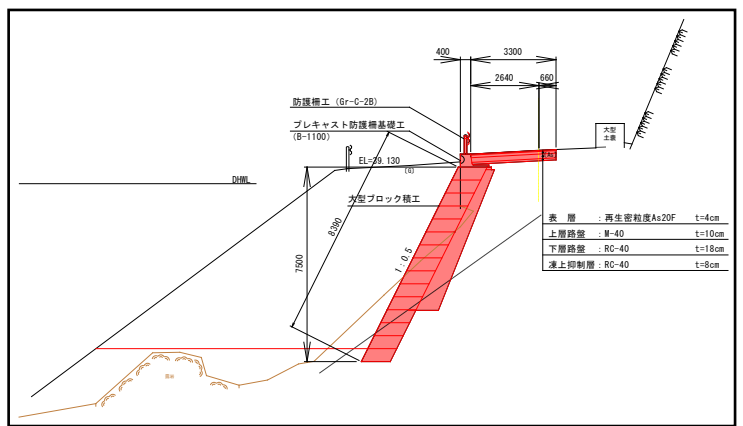 400
3300
2640
660
防護柵工 (Gr-C-2B)
プレキャスト防護柵基礎工
(B-1100)
大型
土嚢
EL=39.130
(G)
DHWL
大型ブロック積工
8390
7500
1:0.5
表 層 :再生密粒度As20F t=4cm
上層路盤:M-40 t=10cm
下層路盤:RC-40 t=18cm
凍上抑制層:RC-40 t=8cm